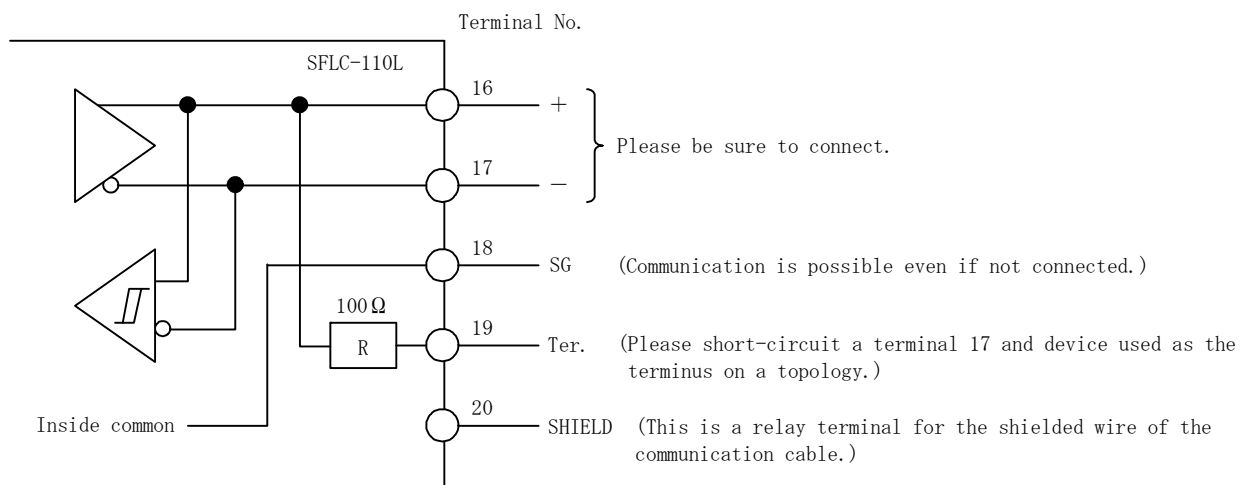 Terminal No.
SFLC-110L
16
+
Please be sure to connect.
17
−
18
SG (Communication is possible even if not connected.)
100Ω
R
19
Ter. (Please short-circuit a terminal 17 and device used as the
terminus on a topology.)
Inside common
20
SHIELD (This is a relay terminal for the shielded wire of the
communication cable.)